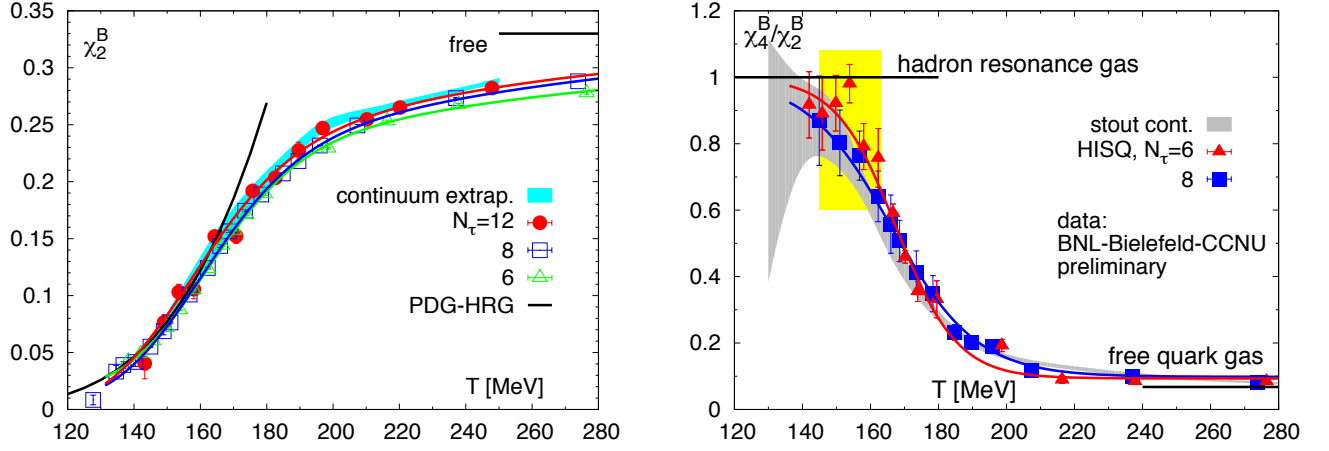 χ₂ᴮ
free
continuum extrap.
Nτ=12
8
6
PDG-HRG
T [MeV]
0
0.05
0.1
0.15
0.2
0.25
0.3
0.35
120 140 160 180 200 220 240 260 280
χ₄ᴮ/χ₂ᴮ
hadron resonance gas
stout cont.
HISQ, Nτ=6
8
data:
BNL-Bielefeld-CCNU
preliminary
free quark gas
T [MeV]
0
0.2
0.4
0.6
0.8
1
1.2
120 140 160 180 200 220 240 260 280